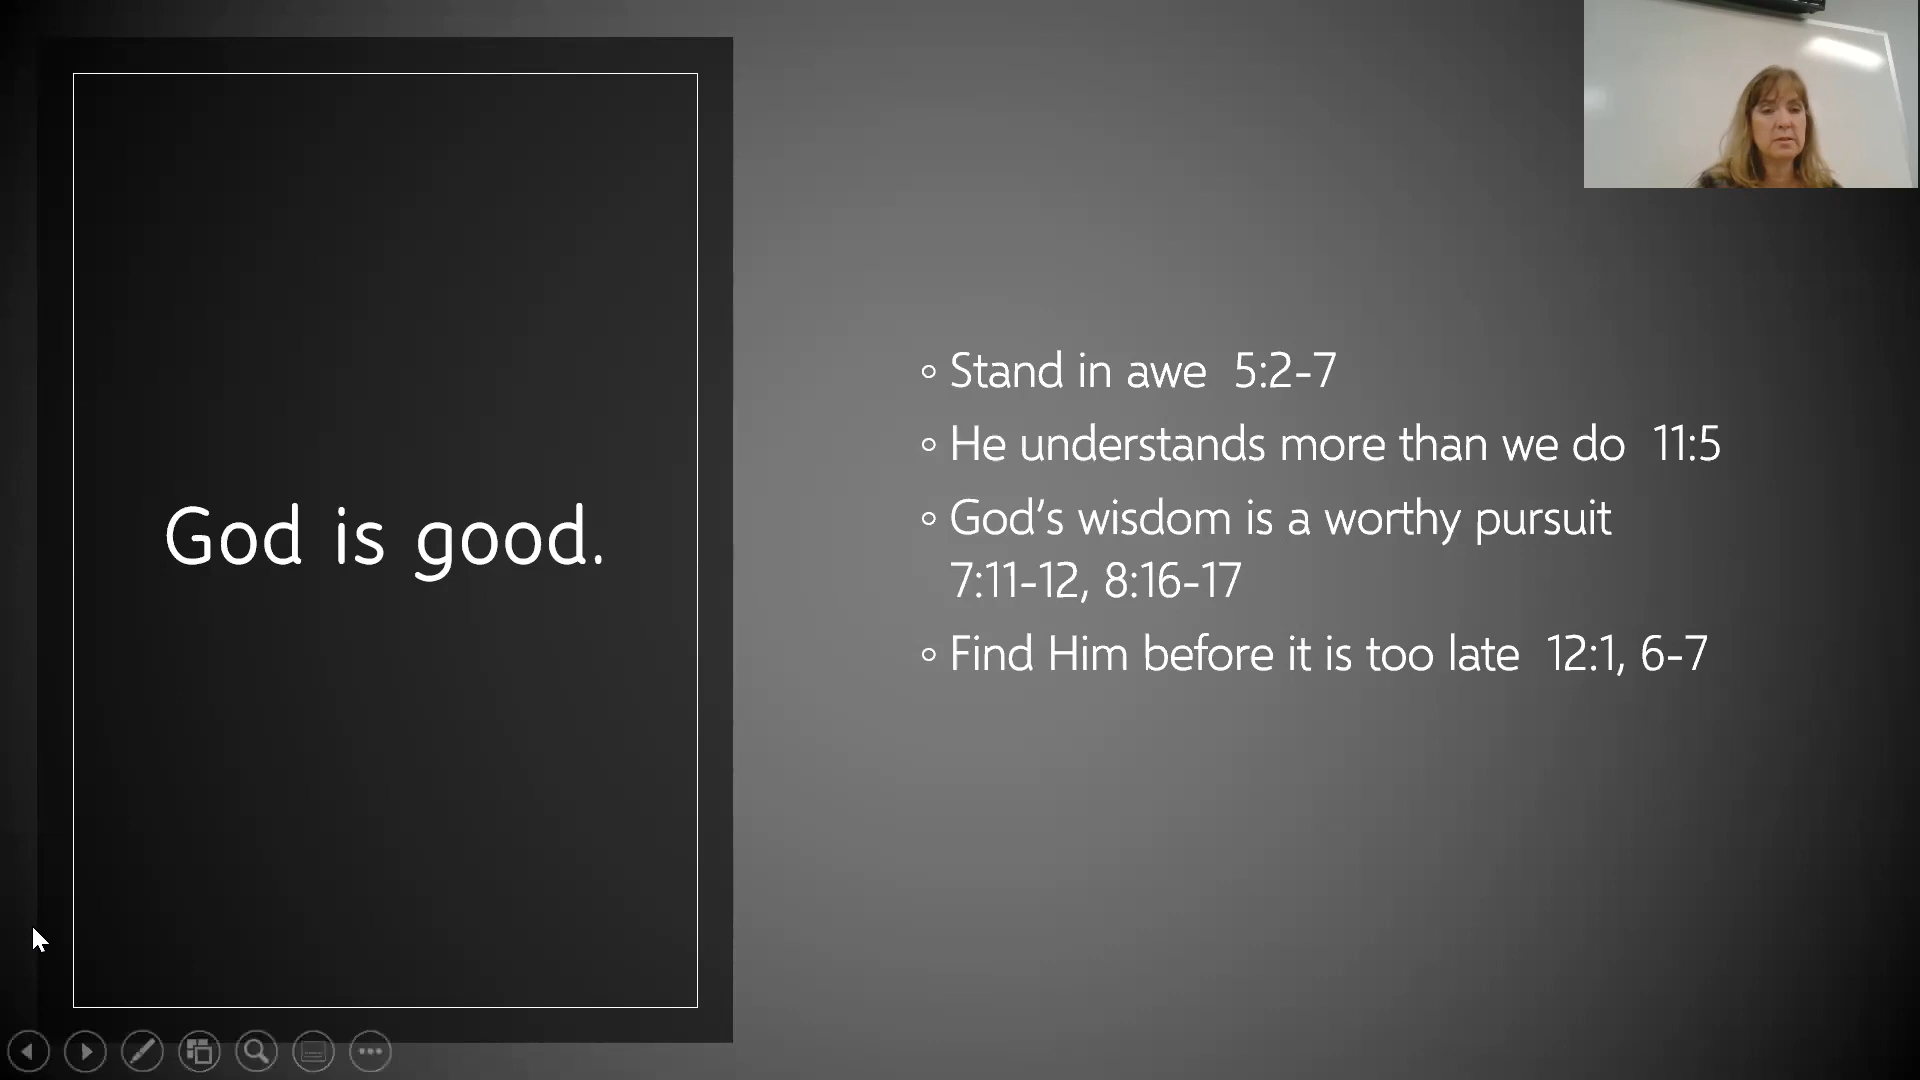 God is good.
◦ Stand in awe  5:2-7
◦ He understands more than we do  11:5
◦ God's wisdom is a worthy pursuit
7:11-12, 8:16-17
◦ Find Him before it is too late  12:1, 6-7